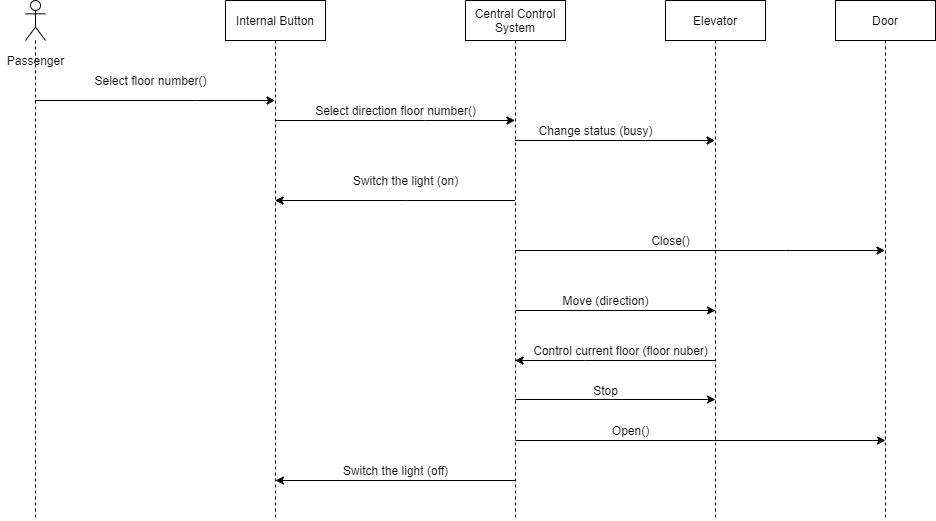 Internal Button
Central Control
System
Elevator
Door
Passenger
Select floor number()
Select direction floor number()
Change status (busy)
Switch the light (on)
Close()
Move (direction)
Control current floor (floor nuber)
Stop
Open()
Switch the light (off)